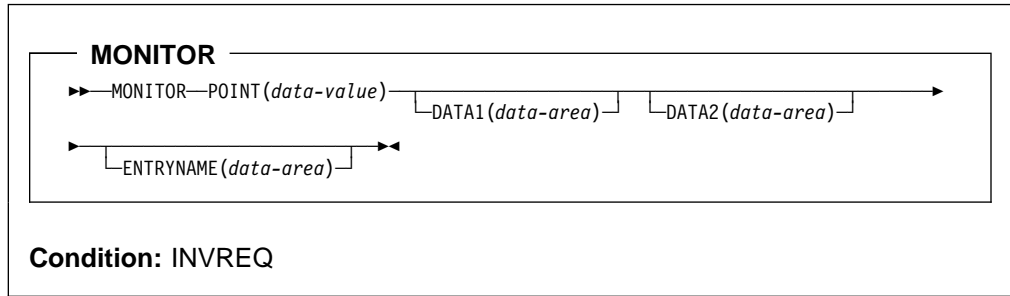 MONITOR
MONITOR POINT(data-value) DATA1(data-area) DATA2(data-area)
ENTRYNAME(data-area)
Condition: INVREQ